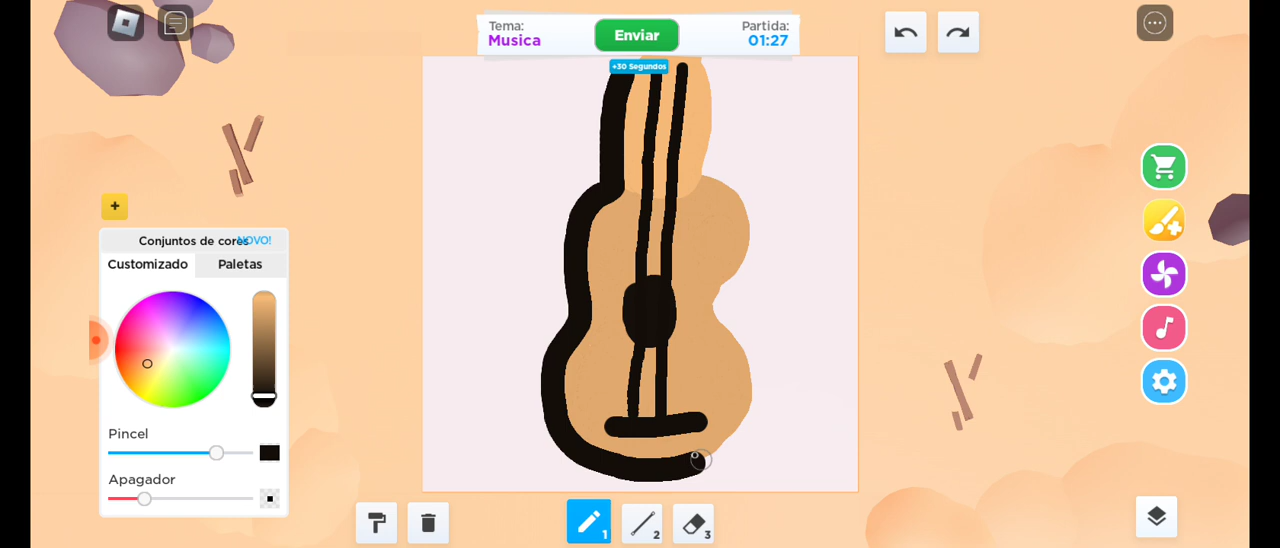 Tema:
Musica
Enviar
Partida:
01:27
+30 Segundos
+
Conjuntos de cores
NOVO!
Customizado
Paletas
Pincel
Apagador
1
2
3